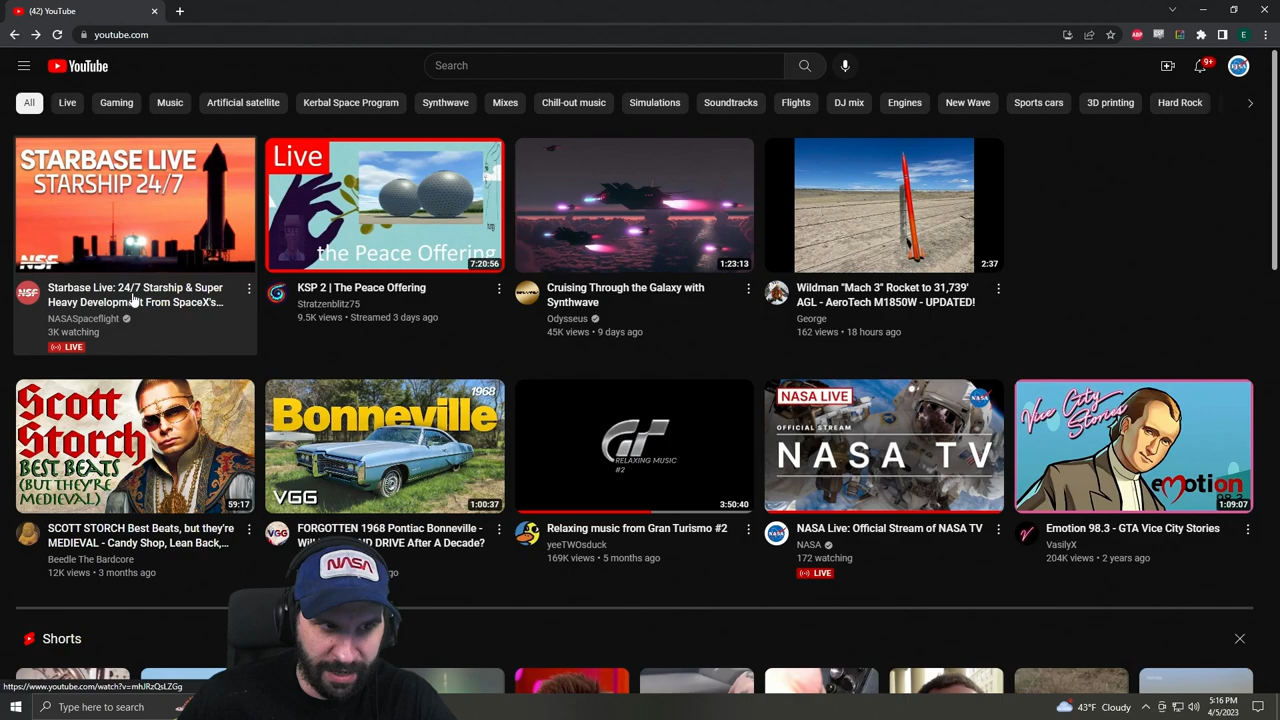 (42) YouTube
youtube.com
YouTube
Search
9+
All
Live
Gaming
Music
Artificial satellite
Kerbal Space Program
Synthwave
Mixes
Chill-out music
Simulations
Soundtracks
Flights
DJ mix
Engines
New Wave
Sports cars
3D printing
Hard Rock
STARBASE LIVE
STARSHIP 24/7
NSF
Live
the Peace Offering
7:20:56
1:23:13
2:37
NSF
Starbase Live: 24/7 Starship & Super
Heavy Development From SpaceX's...
NASASpaceflight
3K watching
LIVE
KSP 2 | The Peace Offering
Stratzenblitz75
9.5K views • Streamed 3 days ago
Cruising Through the Galaxy with
Synthwave
Odysseus
45K views • 9 days ago
Wildman "Mach 3" Rocket to 31,739'
AGL - AeroTech M1850W - UPDATED!
George
162 views • 18 hours ago
Scott
Storch
BEST BEATS
(BUT THEY'RE
MEDIEVAL)
59:17
1968
Bonneville
VGG
1:00:37
GT
RELAXING MUSIC
#2
3:50:40
NASA LIVE
OFFICIAL STREAM
NASA TV
Vice City
Stories
emotion
98.3
1:09:07
SCOTT STORCH Best Beats, but they're
MEDIEVAL - Candy Shop, Lean Back,...
Beedle The Bardcore
12K views • 3 months ago
VGG
FORGOTTEN 1968 Pontiac Bonneville -
DRIVE After A Decade?
ago
Relaxing music from Gran Turismo #2
yeeTWOsduck
169K views • 5 months ago
NASA Live: Official Stream of NASA TV
NASA
172 watching
LIVE
Emotion 98.3 - GTA Vice City Stories
VasilyX
204K views • 2 years ago
NASA
Shorts
https://www.youtube.com/watch?v=mhJRzQsLZGg
Type here to search
43°F Cloudy
5:16 PM
4/5/2023